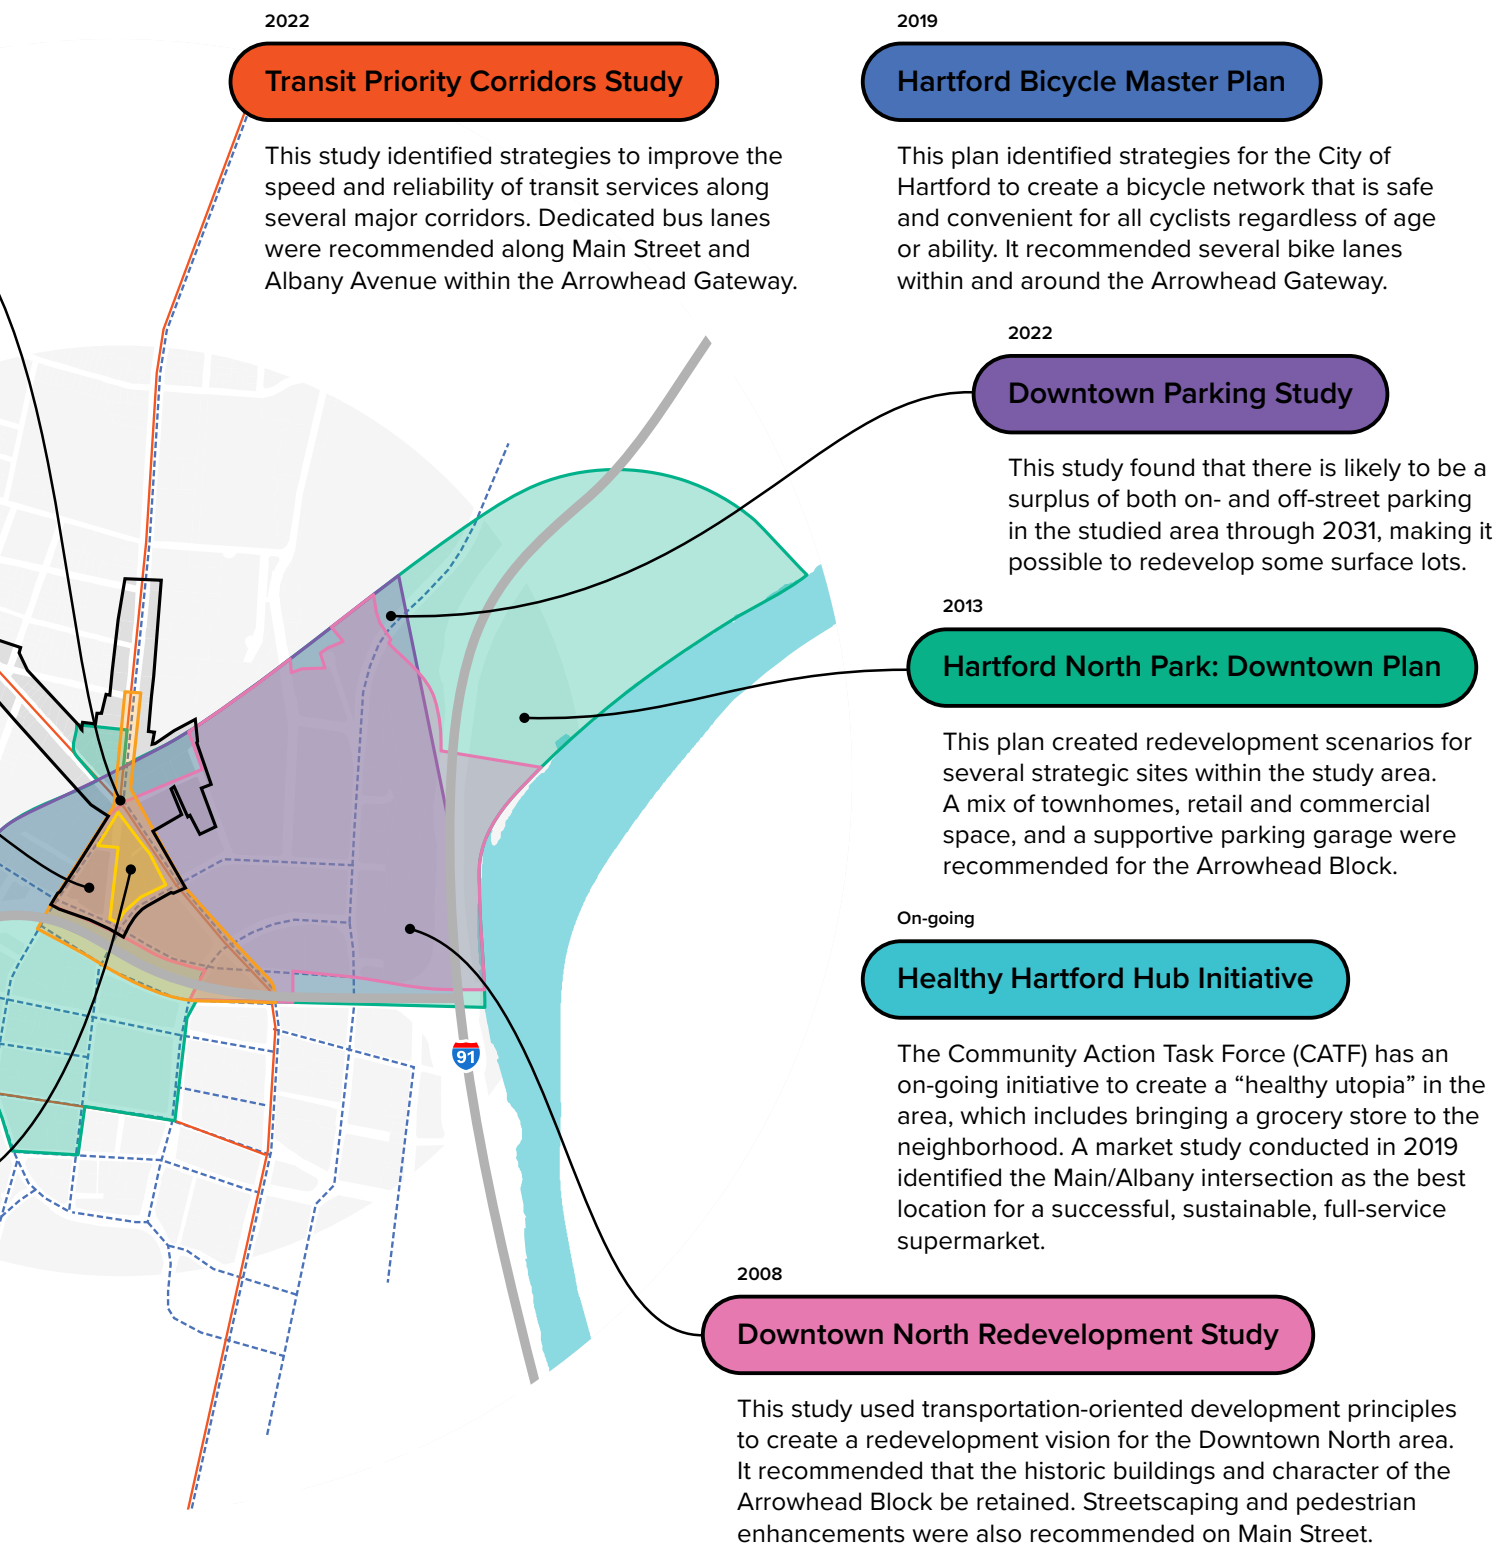 2022
Transit Priority Corridors Study
This study identified strategies to improve the
speed and reliability of transit services along
several major corridors. Dedicated bus lanes
were recommended along Main Street and
Albany Avenue within the Arrowhead Gateway.
2019
Hartford Bicycle Master Plan
This plan identified strategies for the City of
Hartford to create a bicycle network that is safe
and convenient for all cyclists regardless of age
or ability. It recommended several bike lanes
within and around the Arrowhead Gateway.
2022
Downtown Parking Study
This study found that there is likely to be a
surplus of both on- and off-street parking
in the studied area through 2031, making it
possible to redevelop some surface lots.
2013
Hartford North Park: Downtown Plan
This plan created redevelopment scenarios for
several strategic sites within the study area.
A mix of townhomes, retail and commercial
space, and a supportive parking garage were
recommended for the Arrowhead Block.
On-going
Healthy Hartford Hub Initiative
The Community Action Task Force (CATF) has an
on-going initiative to create a “healthy utopia” in the
area, which includes bringing a grocery store to the
neighborhood. A market study conducted in 2019
identified the Main/Albany intersection as the best
location for a successful, sustainable, full-service
supermarket.
91
2008
Downtown North Redevelopment Study
This study used transportation-oriented development principles
to create a redevelopment vision for the Downtown North area.
It recommended that the historic buildings and character of the
Arrowhead Block be retained. Streetscaping and pedestrian
enhancements were also recommended on Main Street.